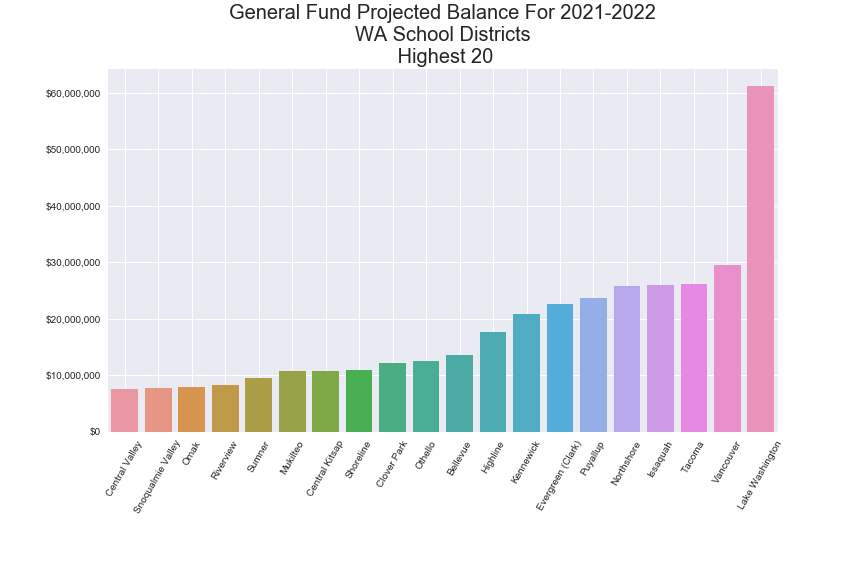 General Fund Projected Balance For 2021-2022
WA School Districts
Highest 20
$60,000,000
$50,000,000
$40,000,000
$30,000,000
$20,000,000
$10,000,000
$0
Central Valley
Snoqualmie Valley
Omak
Riverview
Sumner
Mukilteo
Central Kitsap
Shoreline
Clover Park
Othello
Bellevue
Highline
Kennewick
Evergreen (Clark)
Puyallup
Northshore
Issaquah
Tacoma
Vancouver
Lake Washington